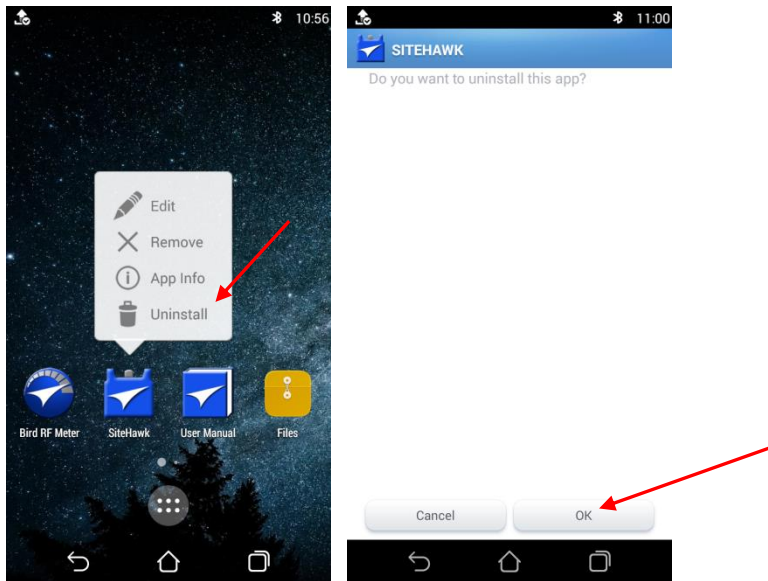 10:56
Edit
Remove
App Info
Uninstall
Bird RF Meter SiteHawk User Manual Files
11:00
SITEHAWK
Do you want to uninstall this app?
Cancel OK